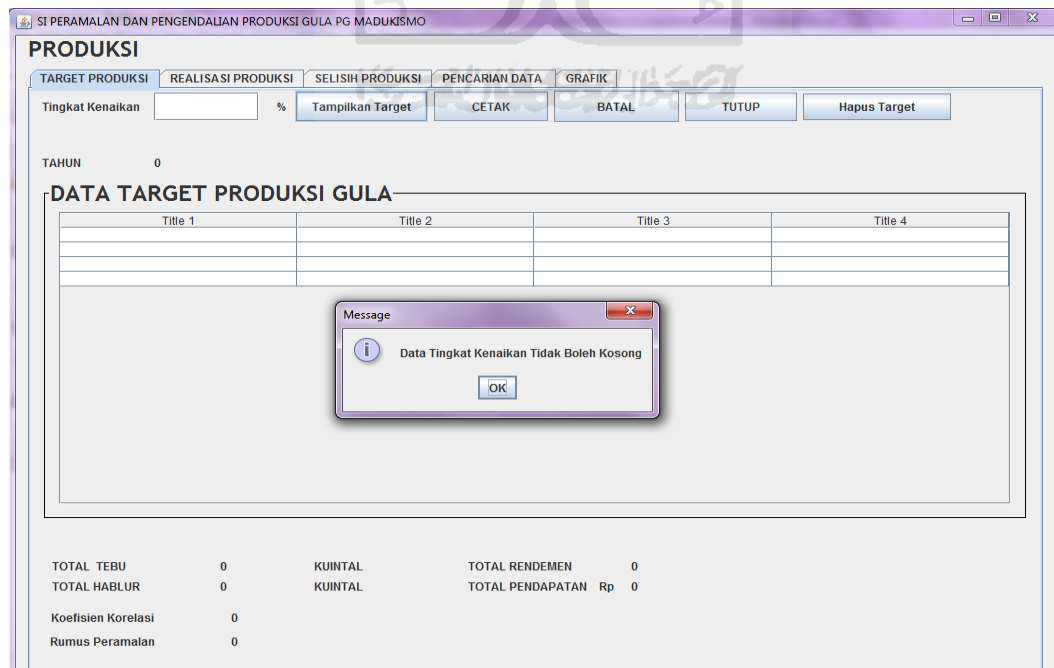 SI PERAMALAN DAN PENGENDALIAN PRODUKSI GULA PG MADUKISMO
PRODUKSI
TARGET PRODUKSI REALISASI PRODUKSI SELISIH PRODUKSI PENCARIAN DATA GRAFIK
Tingkat Kenaikan % Tampilkan Target CETAK BATAL TUTUP Hapus Target
TAHUN 0
DATA TARGET PRODUKSI GULA
Title 1 Title 2 Title 3 Title 4
Message
Data Tingkat Kenaikan Tidak Boleh Kosong
OK
TOTAL TEBU 0 KUINTAL TOTAL RENDEMEN 0
TOTAL HABLUR 0 KUINTAL TOTAL PENDAPATAN Rp 0
Koefisien Korelasi 0
Rumus Peramalan 0